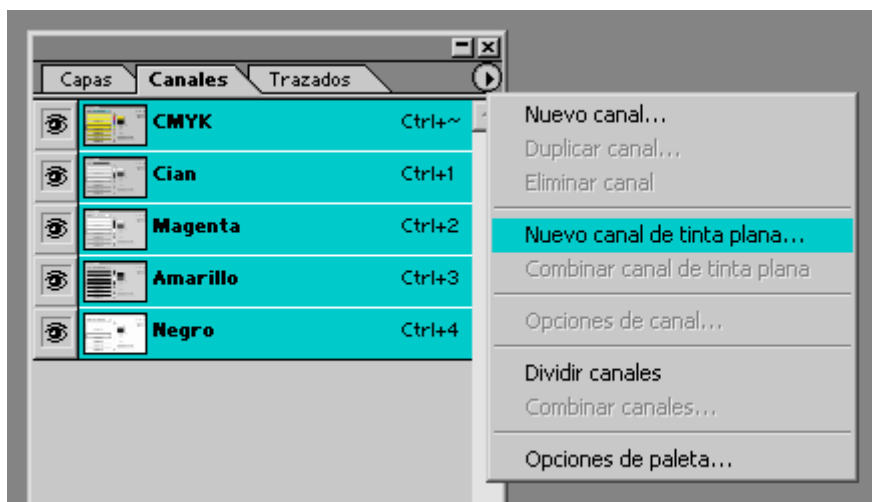 Capas Canales Trazados
CMYK Ctrl+~
Cian Ctrl+1
Magenta Ctrl+2
Amarillo Ctrl+3
Negro Ctrl+4
Nuevo canal...
Duplicar canal...
Eliminar canal
Nuevo canal de tinta plana...
Combinar canal de tinta plana
Opciones de canal...
Dividir canales
Combinar canales...
Opciones de paleta...